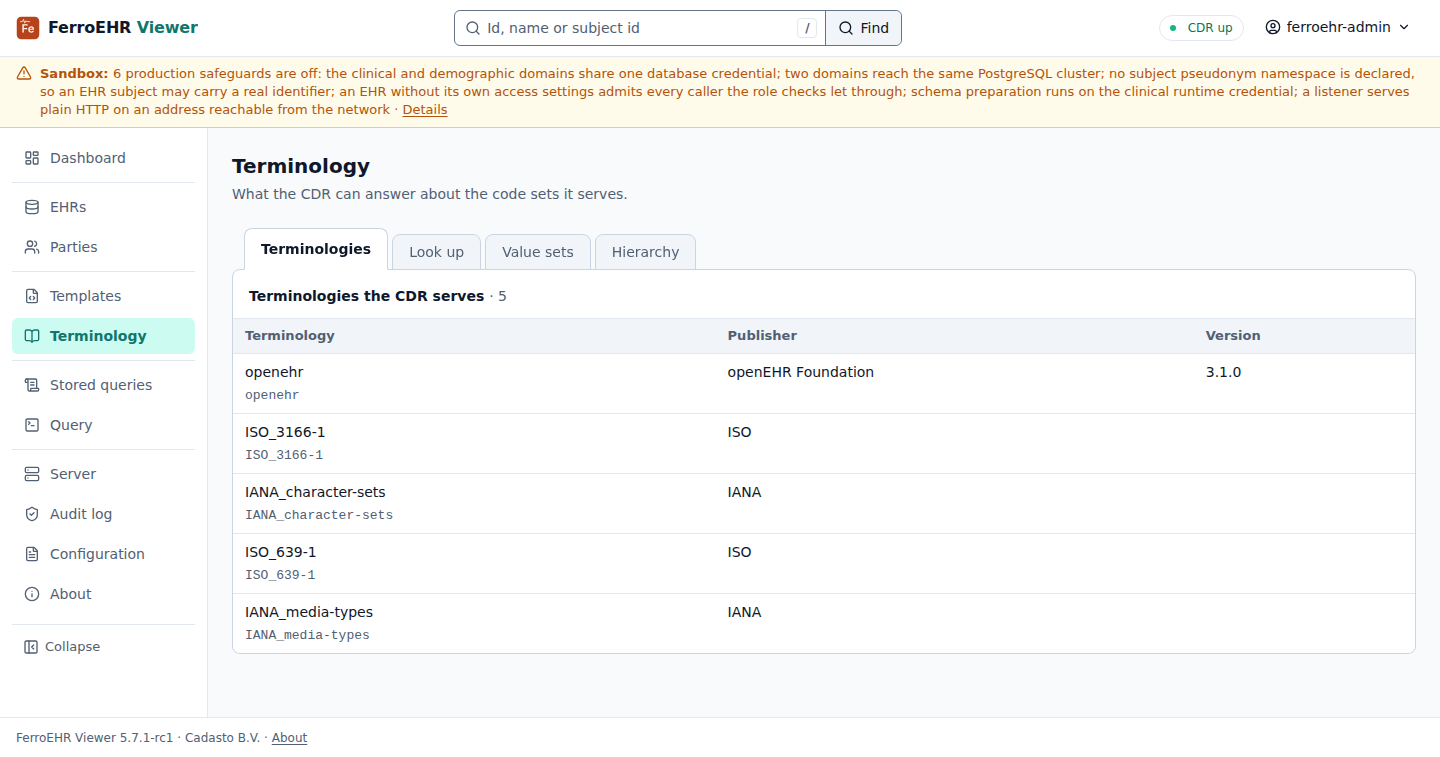 FerroEHR Viewer
Id, name or subject id
/
Find
CDR up
ferroehr-admin
Sandbox: 6 production safeguards are off: the clinical and demographic domains share one database credential; two domains reach the same PostgreSQL cluster; no subject pseudonym namespace is declared,
so an EHR subject may carry a real identifier; an EHR without its own access settings admits every caller the role checks let through; schema preparation runs on the clinical runtime credential; a listener serves
plain HTTP on an address reachable from the network · Details
Dashboard
EHRs
Parties
Templates
Terminology
Stored queries
Query
Server
Audit log
Configuration
About
Collapse
Terminology
What the CDR can answer about the code sets it serves.
Terminologies
Look up
Value sets
Hierarchy
Terminologies the CDR serves · 5
Terminology Publisher Version
openehr openEHR Foundation 3.1.0
openehr
ISO_3166-1 ISO
ISO_3166-1
IANA_character-sets IANA
IANA_character-sets
ISO_639-1 ISO
ISO_639-1
IANA_media-types IANA
IANA_media-types
FerroEHR Viewer 5.7.1-rc1 · Cadasto B.V. · About